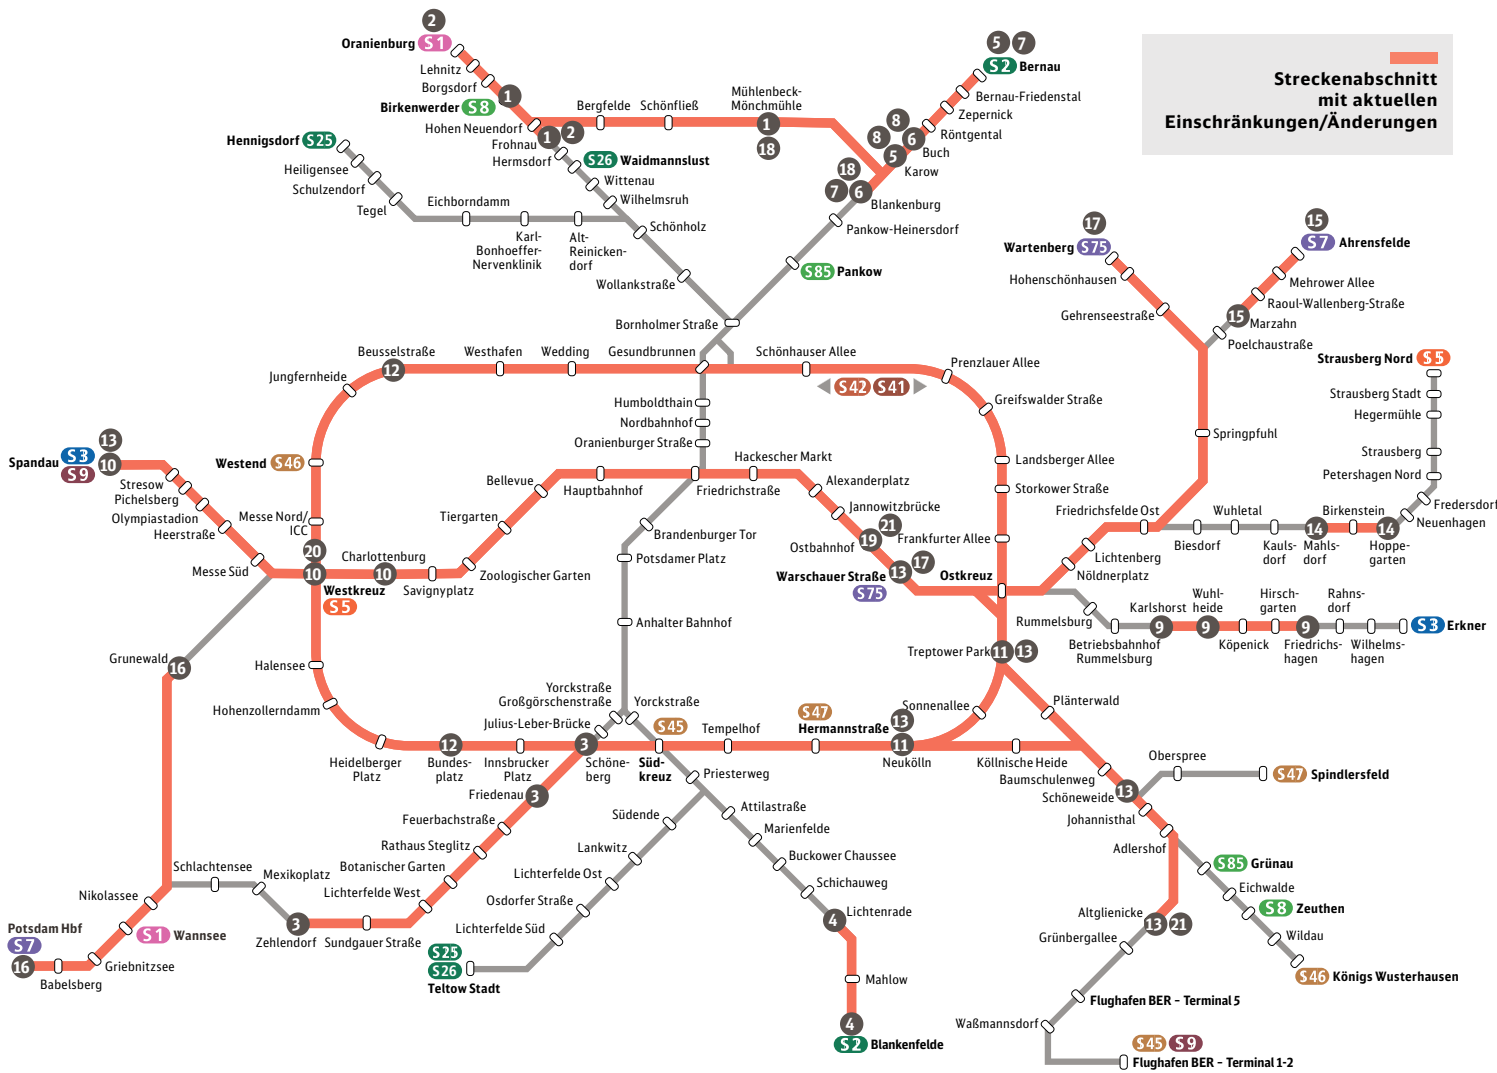 2
Oranienburg S1
Lehnitz
Borgsdorf
1
Birkenwerder S8
Hohen Neuendorf
Frohnau 1 2
Hermsdorf
S26 Waidmannslust
Wittenau
Wilhelmsruh
Schönholz
Wollankstraße
Bornholmer Straße
Hennigsdorf S25
Heiligensee
Schulzendorf
Tegel
Eichborndamm
Karl-
Bonhoeffer-
Nervenklinik
Alt-
Reinicken-
dorf
Bergfelde
Schönfließ
Mühlenbeck-
Mönchmühle
1
18
5 7
S2 Bernau
Bernau-Friedenstal
Zepernick
Röntgental
8
8
6
Buch
5
Karow
18
7 6
Blankenburg
Pankow-Heinersdorf
S85 Pankow
Streckenabschnitt
mit aktuellen
Einschränkungen/Änderungen
17
Wartenberg S75
Hohenschönhausen
Gehrenseestraße
15
S7 Ahrensfelde
Mehrower Allee
Raoul-Wallenberg-Straße
15
Marzahn
Poelchaustraße
Springpfuhl
Strausberg Nord S5
Strausberg Stadt
Hegermühle
Strausberg
Petershagen Nord
Fredersdorf
Neuenhagen
Birkenstein
14
14
Hoppe-
garten
Mahls-
dorf
Kauls-
dorf
Wuhletal
Biesdorf
Friedrichsfelde Ost
Lichtenberg
Nöldnerplatz
Beusselstraße
12
Westhafen
Wedding
Gesundbrunnen
Schönhauser Allee
S42 S41
Prenzlauer Allee
Greifswalder Straße
Landsberger Allee
Storkower Straße
Frankfurter Allee
Jungfernheide
Westend S46
Messe Nord/
ICC
20
10
Westkreuz
S5
Humboldthain
Nordbahnhof
Oranienburger Straße
Friedrichstraße
Hackescher Markt
Alexanderplatz
Jannowitzbrücke
21
19
Ostbahnhof
17
13
Warschauer Straße
S75
Ostkreuz
13
10
Spandau S3
S9
Stresow
Pichelsberg
Olympiastadion
Heerstraße
Messe Süd
Charlottenburg
10
Savignyplatz
Zoologischer Garten
Tiergarten
Bellevue
Hauptbahnhof
Brandenburger Tor
Potsdamer Platz
Anhalter Bahnhof
Yorckstraße
Großgörschenstraße
Yorckstraße
Julius-Leber-Brücke
Rummelsburg
Betriebsbahnhof
Rummelsburg
Karlshorst
9
Wuhl-
heide
9
Köpenick
Hirsch-
garten
9
Friedrichs-
hagen
Rahns-
dorf
Wilhelms-
hagen
S3 Erkner
Treptower Park 11 13
Plänterwald
Sonnenallee
Grunewald 16
Halensee
Hohenzollerndamm
Heidelberger
Platz
12
Bundes-
platz
Innsbrucker
Platz
3
Schöne-
berg
S45
Süd-
kreuz
Tempelhof
S47
Hermannstraße
13
11
Neukölln
Köllnische Heide
Baumschulenweg
Schöneweide 13
Johannisthal
Adlershof
Oberspree
S47 Spindlersfeld
S85 Grünau
Eichwalde
S8 Zeuthen
Wildau
S46 Königs Wusterhausen
Altglienicke
13 21
Grünbergallee
Flughafen BER – Terminal 5
Waßmannsdorf
S45 S9
Flughafen BER – Terminal 1-2
Friedenau 3
Feuerbachstraße
Rathaus Steglitz
Botanischer Garten
Lichterfelde West
Sundgauer Straße
3
Zehlendorf
Mexikoplatz
Schlachtensee
Nikolassee
S1 Wannsee
Potsdam Hbf
S7
16
Babelsberg
Griebnitzsee
Priesterweg
Südende
Lankwitz
Lichterfelde Ost
Osdorfer Straße
Lichterfelde Süd
S25
S26
Teltow Stadt
Attilastraße
Marienfelde
Buckower Chaussee
Schichauweg
4 Lichtenrade
Mahlow
4
S2 Blankenfelde